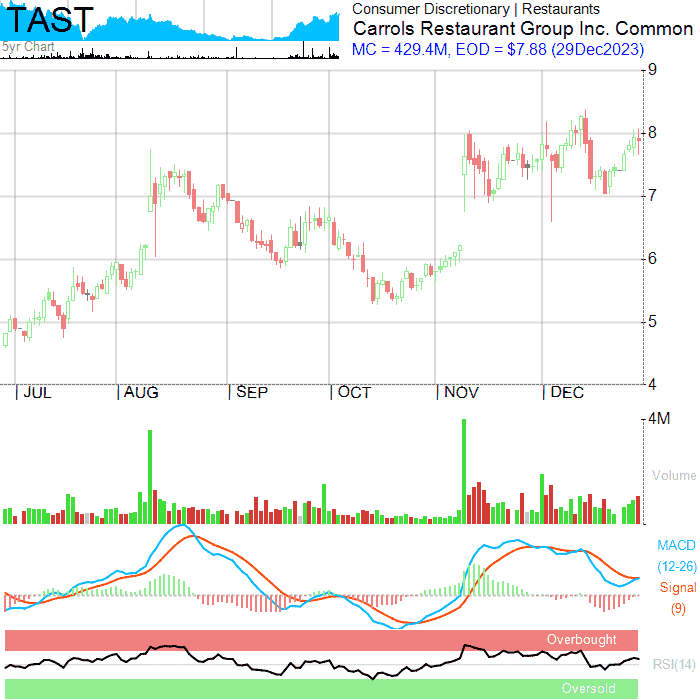 TAST
5yr Chart
Consumer Discretionary | Restaurants
Carrols Restaurant Group Inc. Common
MC = 429.4M, EOD = $7.88 (29Dec2023)
9
8
7
6
5
4
JUL AUG SEP OCT NOV DEC
4M
Volume
MACD
(12-26)
Signal
(9)
Overbought
RSI(14)
Oversold